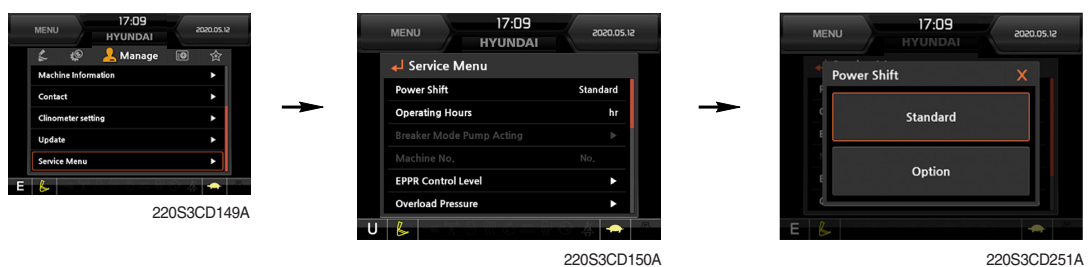 MENU
17:09
HYUNDAI
2020.05.12
Manage
Machine Information
Contact
Clinometer setting
Update
Service Menu
E
220S3CD149A
MENU
17:09
HYUNDAI
2020.05.12
Service Menu
Power Shift Standard
Operating Hours hr
Breaker Mode Pump Acting
Machine No. No.
EPPR Control Level
Overload Pressure
U
220S3CD150A
MENU
17:09
HYUNDAI
2020.05.12
Power Shift X
Standard
Option
E
220S3CD251A